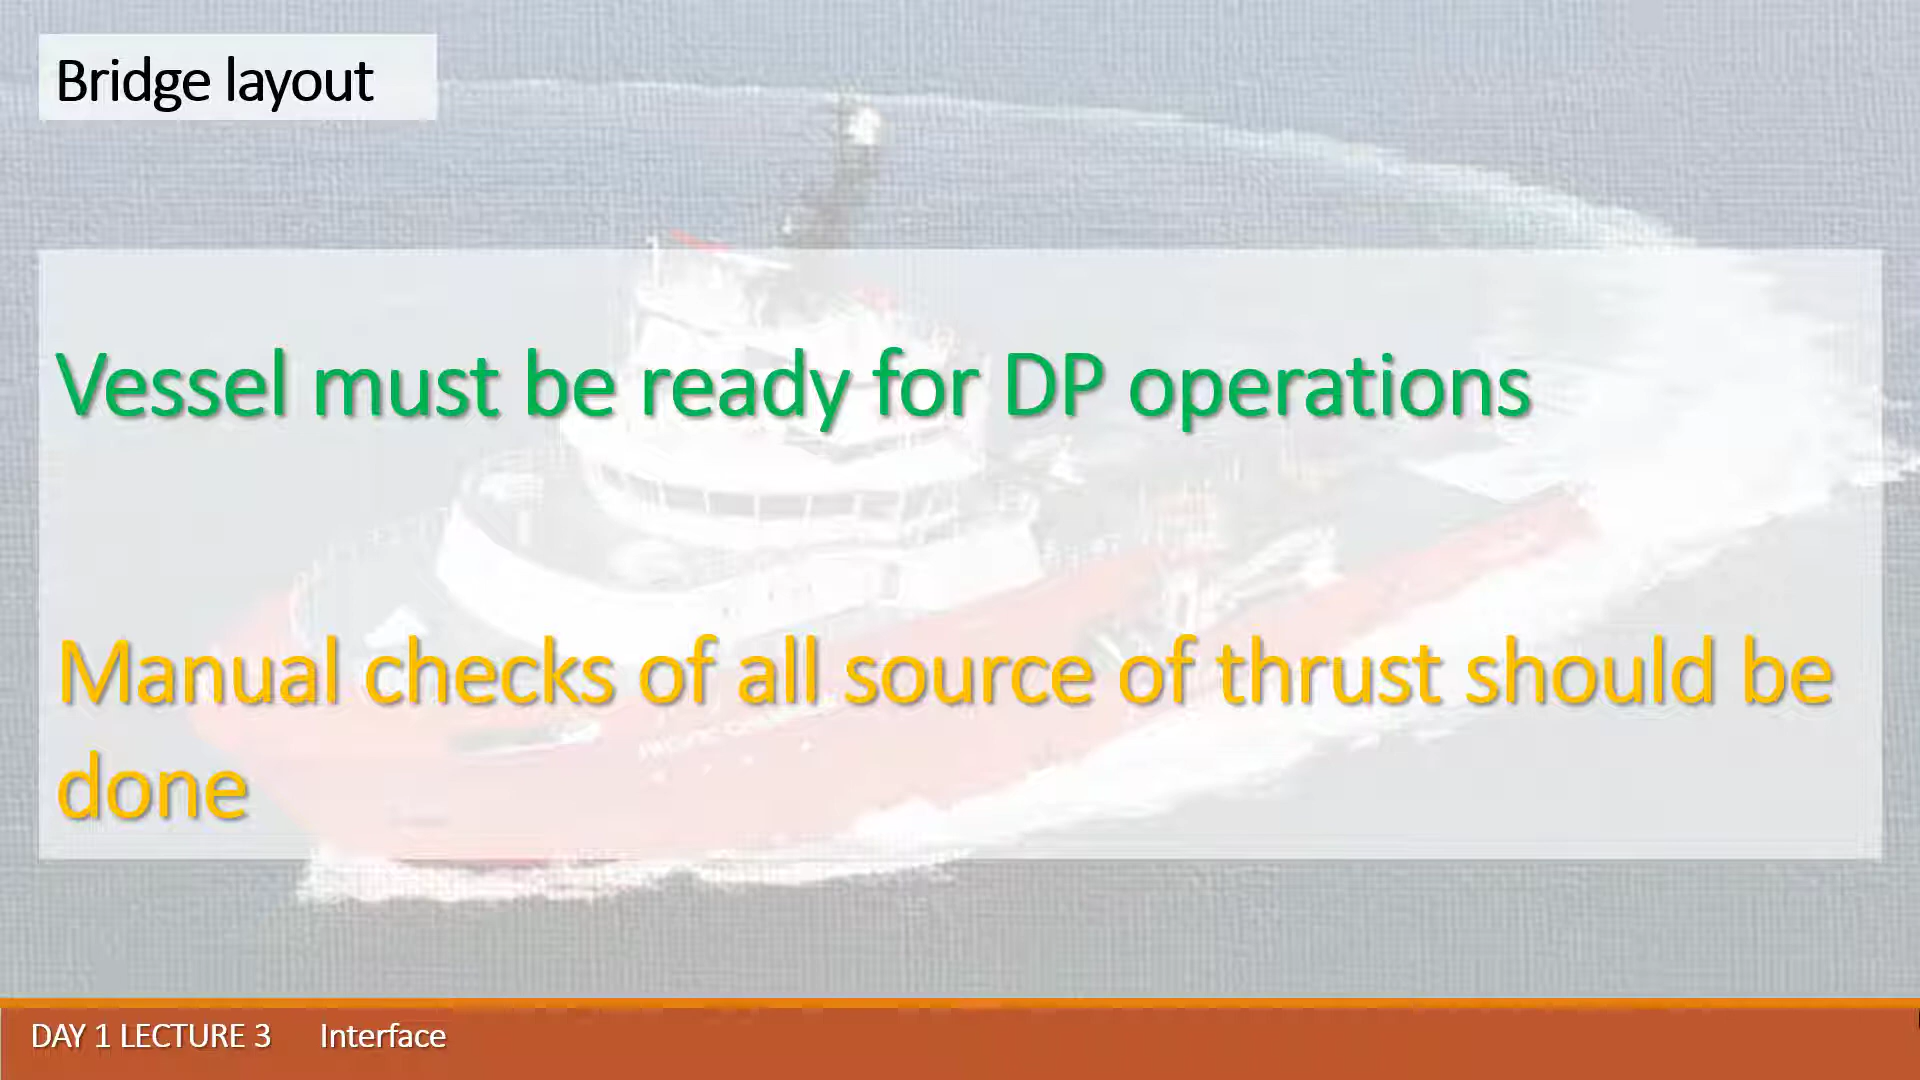 Bridge layout
Vessel must be ready for DP operations
Manual checks of all source of thrust should be
done
DAY 1 LECTURE 3 Interface